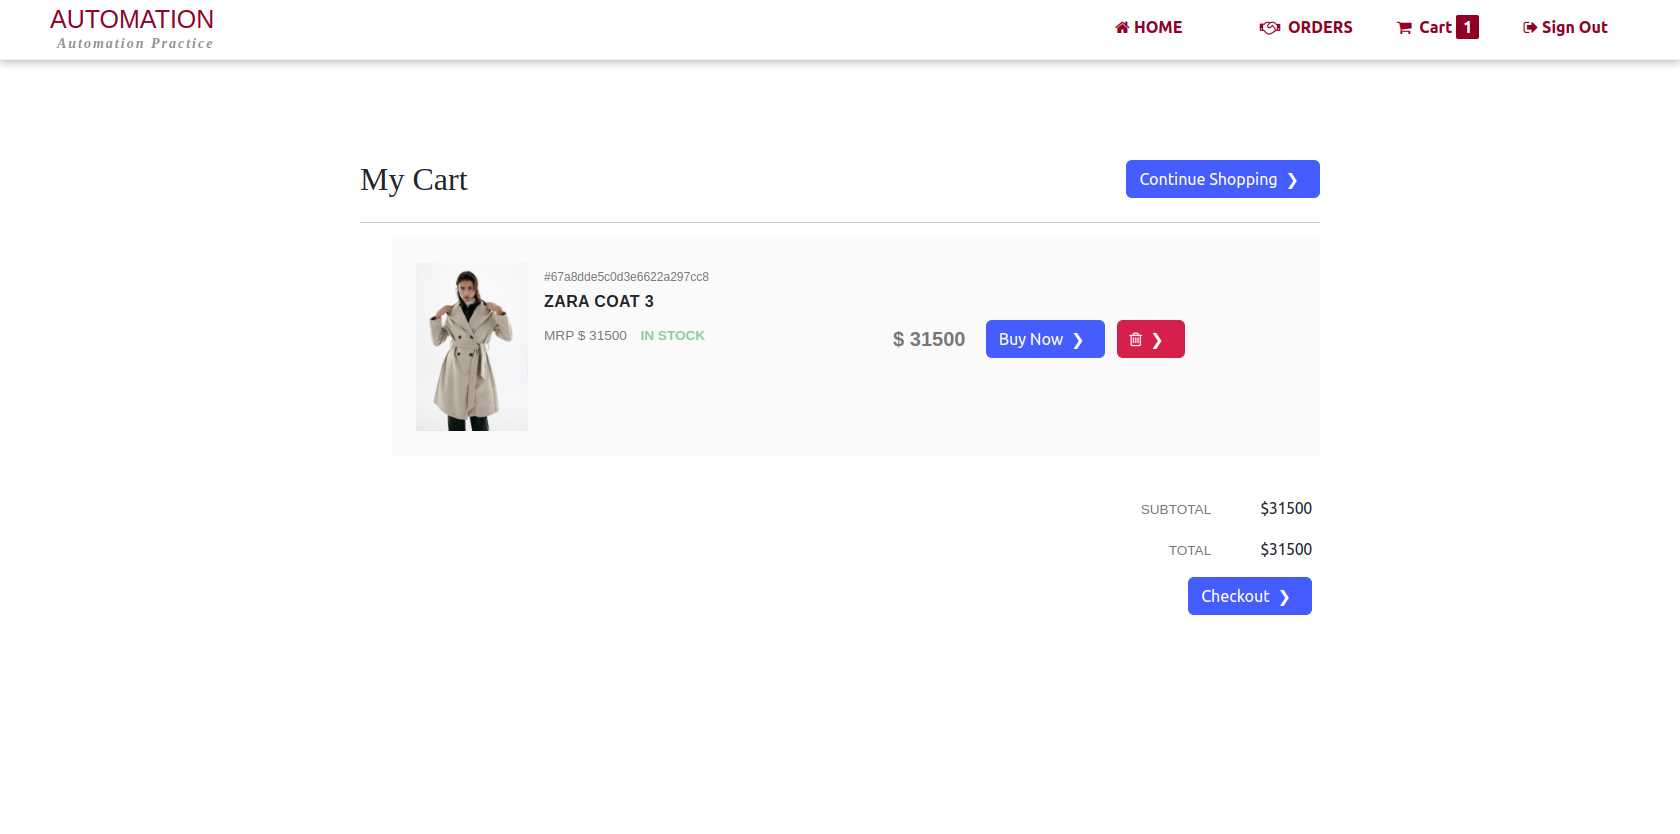 AUTOMATION
Automation Practice
HOME
ORDERS
Cart 1
Sign Out
My Cart
Continue Shopping ❯
#67a8dde5c0d3e6622a297cc8
ZARA COAT 3
MRP $ 31500 IN STOCK
$ 31500
Buy Now ❯
❯
SUBTOTAL $31500
TOTAL $31500
Checkout ❯